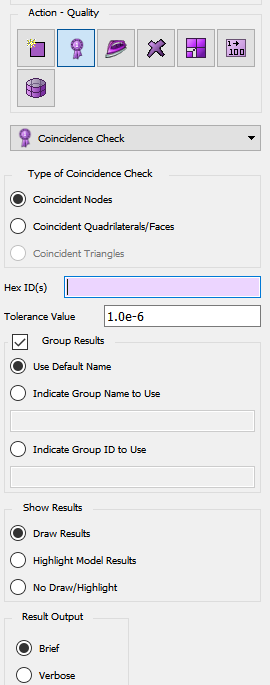 Action - Quality
1
100
Coincidence Check
Type of Coincidence Check
Coincident Nodes
Coincident Quadrilaterals/Faces
Coincident Triangles
Hex ID(s)
Tolerance Value 1.0e-6
Group Results
Use Default Name
Indicate Group Name to Use
Indicate Group ID to Use
Show Results
Draw Results
Highlight Model Results
No Draw/Highlight
Result Output
Brief
Verbose